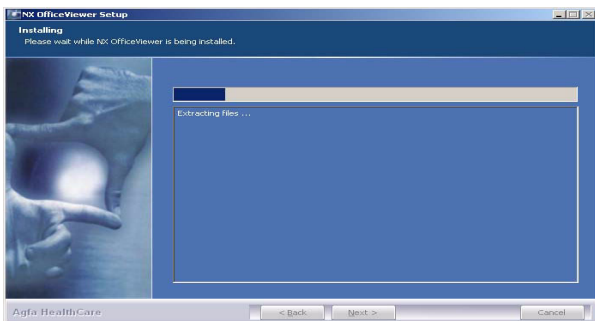 NX OfficeViewer Setup
Installing
Please wait while NX OfficeViewer is being installed.
Extracting files ...
Agfa HealthCare
< Back
Next >
Cancel